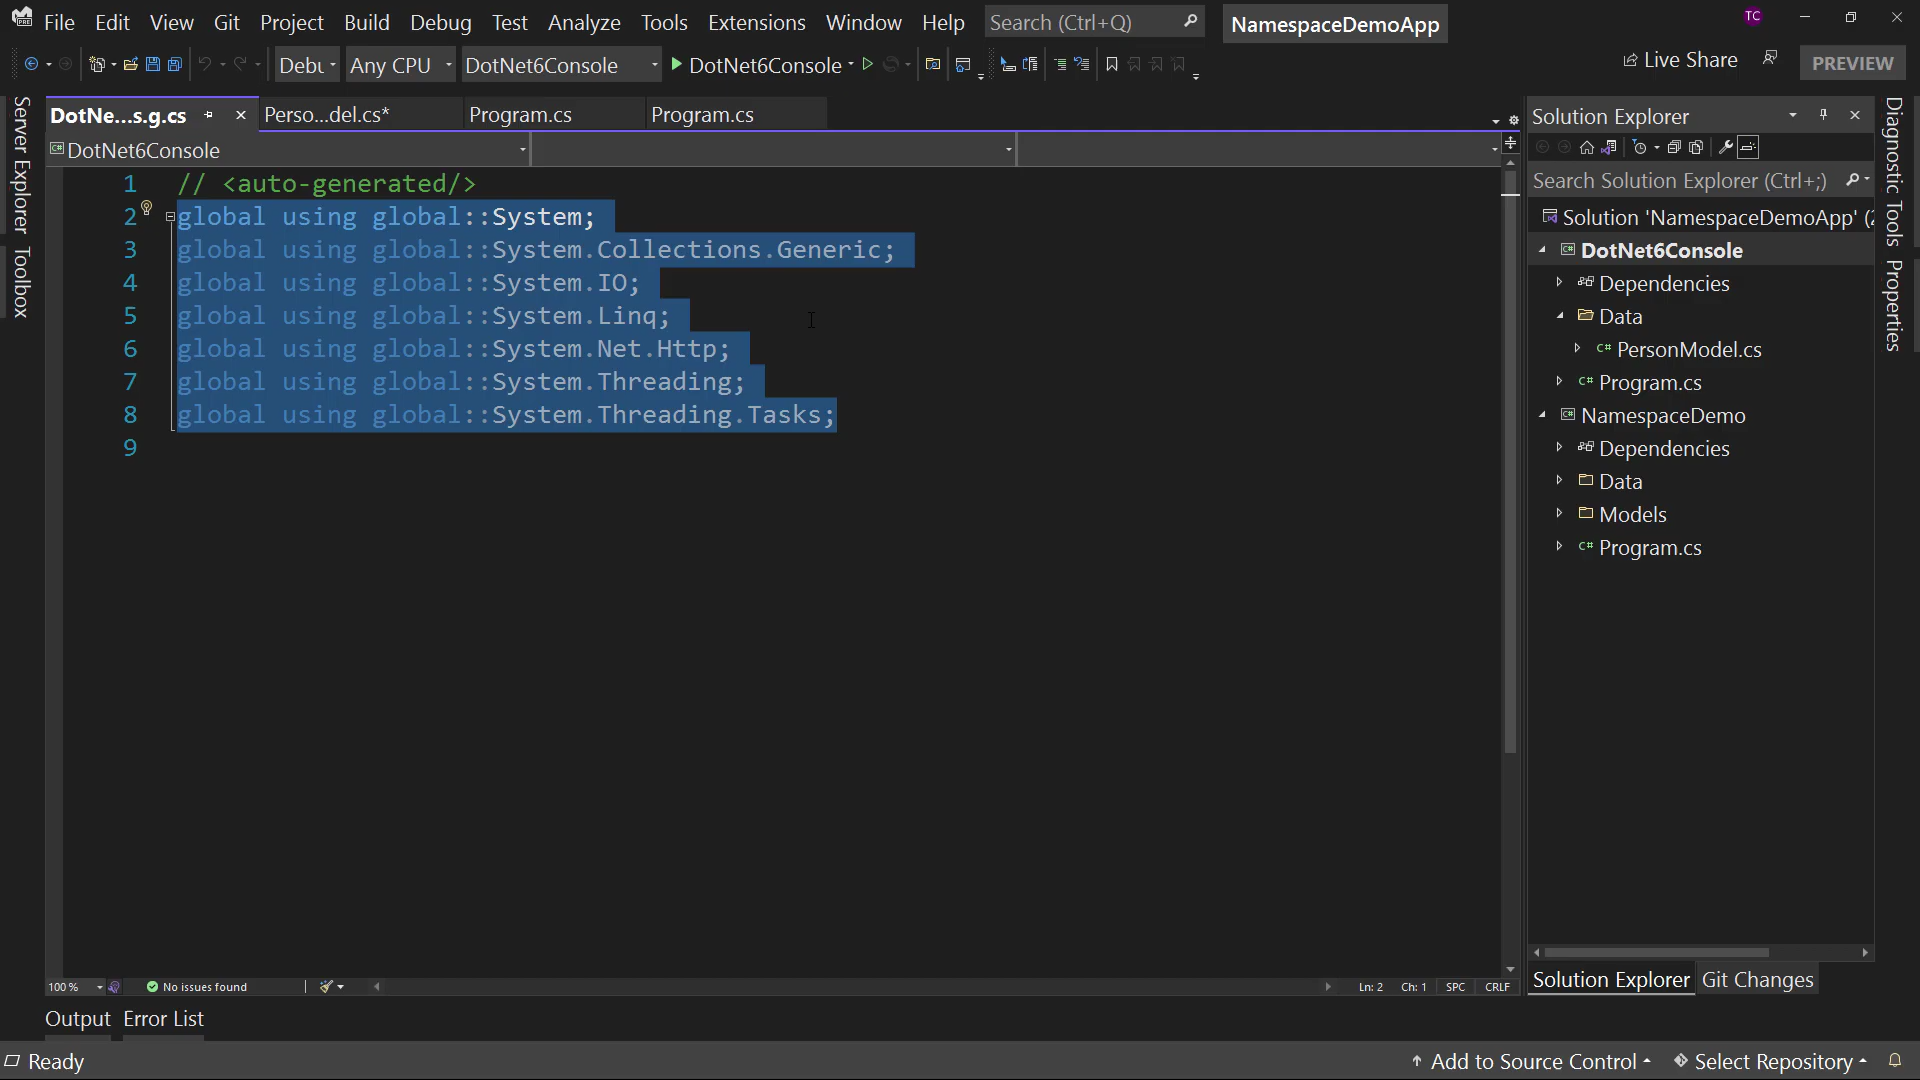 File Edit View Git Project Build Debug Test Analyze Tools Extensions Window Help Search (Ctrl+Q) NamespaceDemoApp TC
Debu Any CPU DotNet6Console DotNet6Console Live Share PREVIEW
Server Explorer
Toolbox
DotNe...s.g.cs Perso...del.cs* Program.cs Program.cs
DotNet6Console
1 // <auto-generated/>
2 global using global::System;
3 global using global::System.Collections.Generic;
4 global using global::System.IO;
5 global using global::System.Linq;
6 global using global::System.Net.Http;
7 global using global::System.Threading;
8 global using global::System.Threading.Tasks;
9
100 % No issues found Ln: 2 Ch: 1 SPC CRLF
Solution Explorer
Search Solution Explorer (Ctrl+;)
Solution 'NamespaceDemoApp' (2
DotNet6Console
Dependencies
Data
C# PersonModel.cs
C# Program.cs
NamespaceDemo
Dependencies
Data
Models
C# Program.cs
Solution Explorer Git Changes
Diagnostic Tools
Properties
Output Error List
Ready Add to Source Control Select Repository